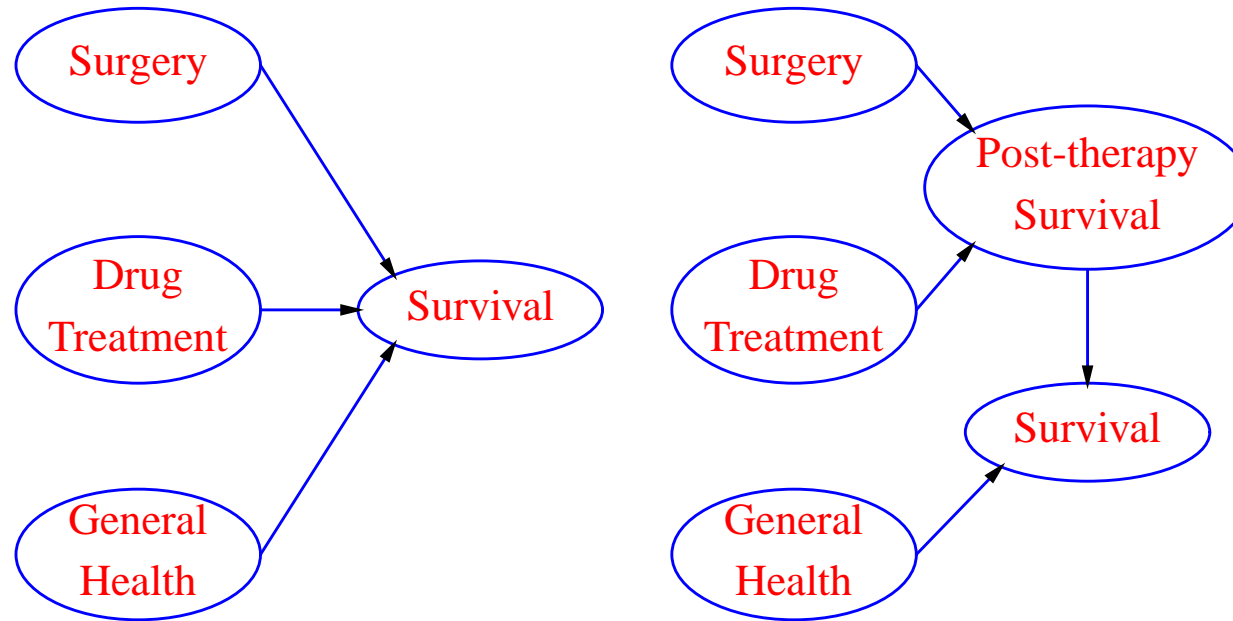 Surgery
Drug
Treatment
Survival
General
Health
Surgery
Post-therapy
Survival
Drug
Treatment
Survival
General
Health